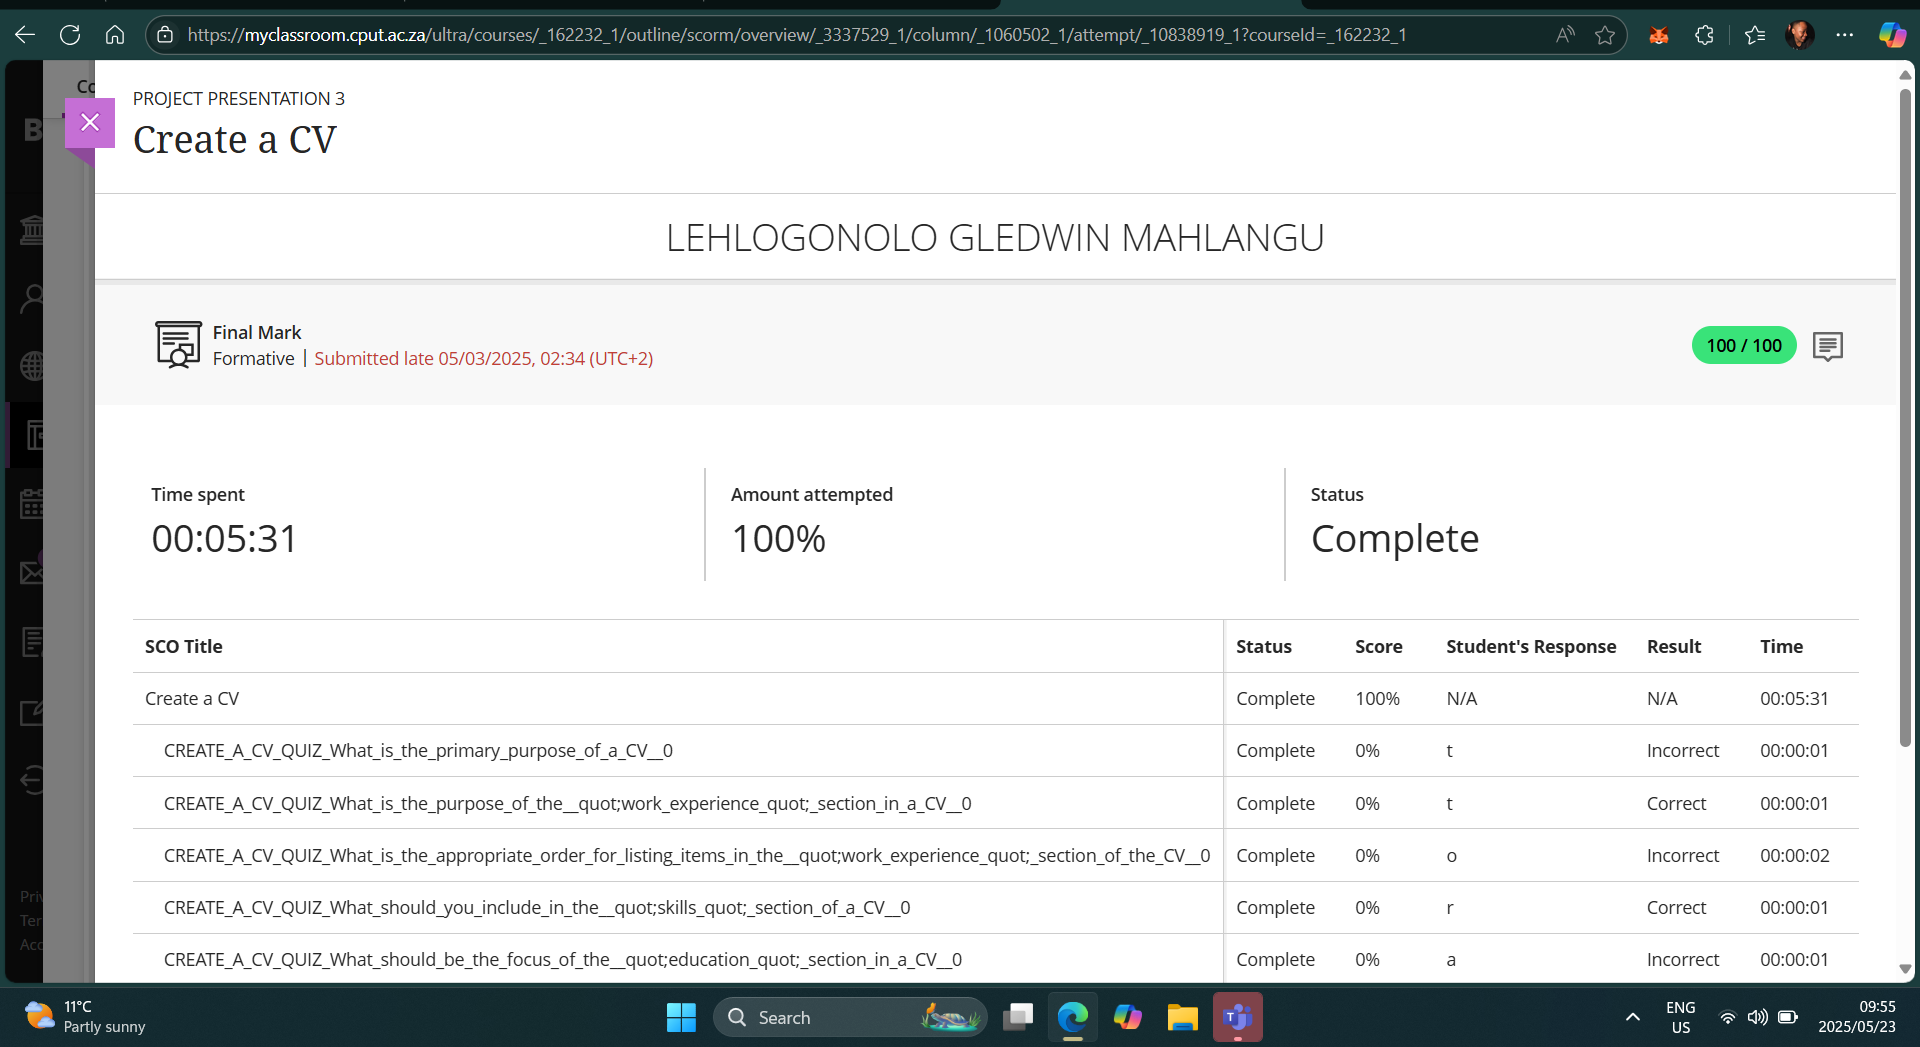 https://myclassroom.cput.ac.za/ultra/courses/_162232_1/outline/scorm/overview/_3337529_1/column/_1060502_1/attempt/_10838919_1?courseId=_162232_1
B
Co
PROJECT PRESENTATION 3
Create a CV
LEHLOGONOLO GLEDWIN MAHLANGU
Final Mark
Formative | Submitted late 05/03/2025, 02:34 (UTC+2)
100 / 100
Time spent
00:05:31
Amount attempted
100%
Status
Complete
SCO Title Status Score Student's Response Result Time
Create a CV Complete 100% N/A N/A 00:05:31
CREATE_A_CV_QUIZ_What_is_the_primary_purpose_of_a_CV__0 Complete 0% t Incorrect 00:00:01
CREATE_A_CV_QUIZ_What_is_the_purpose_of_the__quot;work_experience_quot;_section_in_a_CV__0 Complete 0% t Correct 00:00:01
CREATE_A_CV_QUIZ_What_is_the_appropriate_order_for_listing_items_in_the__quot;work_experience_quot;_section_of_the_CV__0 Complete 0% o Incorrect 00:00:02
CREATE_A_CV_QUIZ_What_should_you_include_in_the__quot;skills_quot;_section_of_a_CV__0 Complete 0% r Correct 00:00:01
CREATE_A_CV_QUIZ_What_should_be_the_focus_of_the__quot;education_quot;_section_in_a_CV__0 Complete 0% a Incorrect 00:00:01
Priv
Ter
Acc
11°C
Partly sunny
Search
ENG
US
09:55
2025/05/23